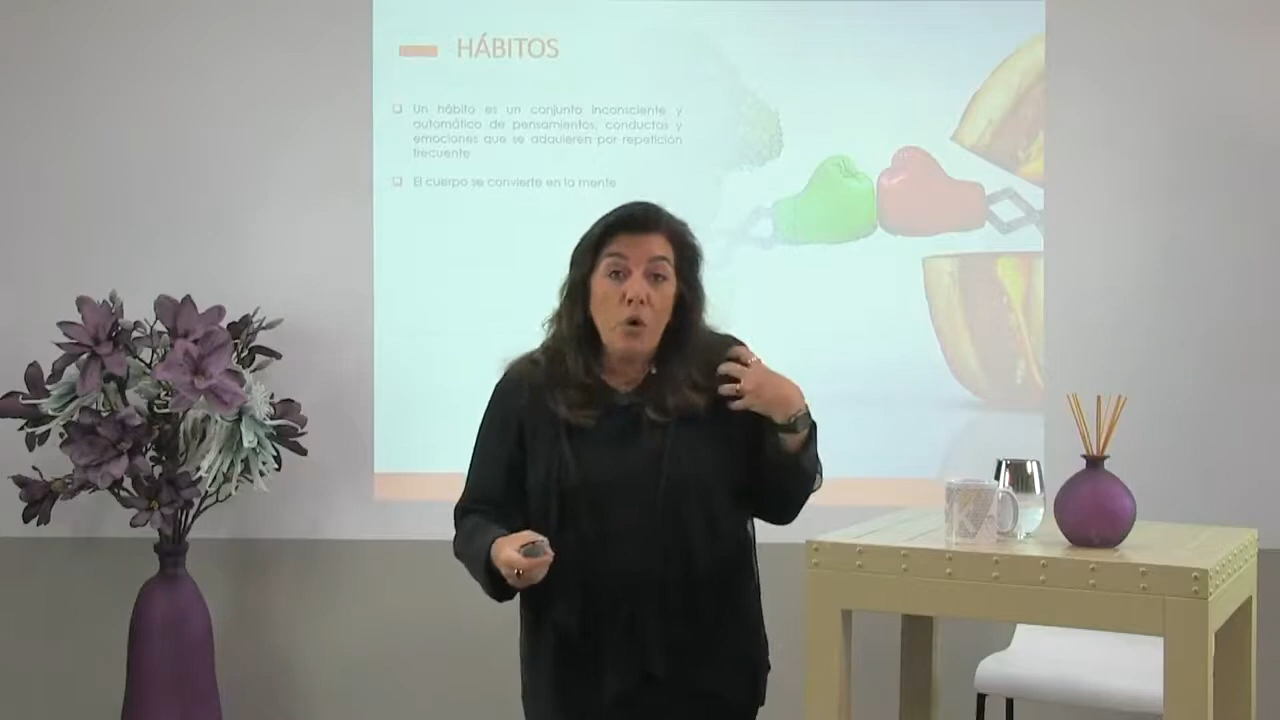 HÁBITOS
❑ Un hábito es un conjunto inconsciente y
automático de pensamientos, conductas y
emociones que se adquieren por repetición
frecuente
❑ El cuerpo se convierte en la mente
K